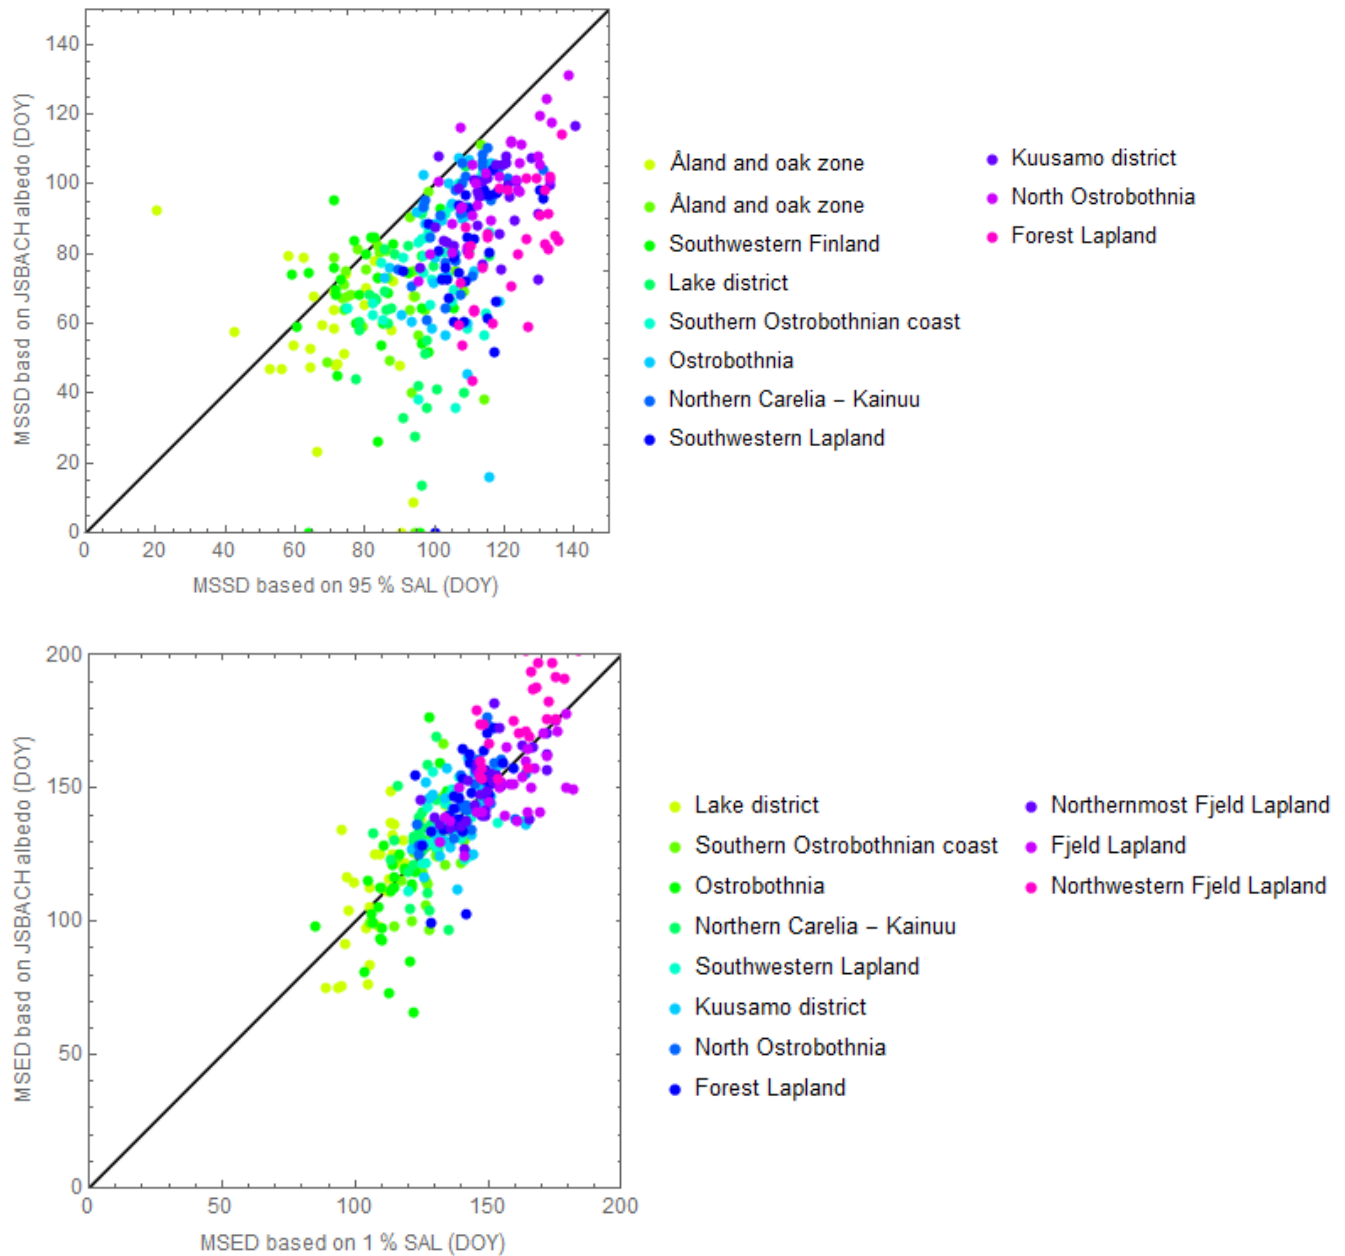 140
120
100
80
60
40
20
0
0 20 40 60 80 100 120 140
MSSD basd on JSBACH albedo (DOY)
MSSD based on 95 % SAL (DOY)
Åland and oak zone
Åland and oak zone
Southwestern Finland
Lake district
Southern Ostrobothnian coast
Ostrobothnia
Northern Carelia – Kainuu
Southwestern Lapland
Kuusamo district
North Ostrobothnia
Forest Lapland
200
150
100
50
0
0 50 100 150 200
MSED basd on JSBACH albedo (DOY)
MSED based on 1 % SAL (DOY)
Lake district
Southern Ostrobothnian coast
Ostrobothnia
Northern Carelia – Kainuu
Southwestern Lapland
Kuusamo district
North Ostrobothnia
Forest Lapland
Northernmost Fjeld Lapland
Fjeld Lapland
Northwestern Fjeld Lapland